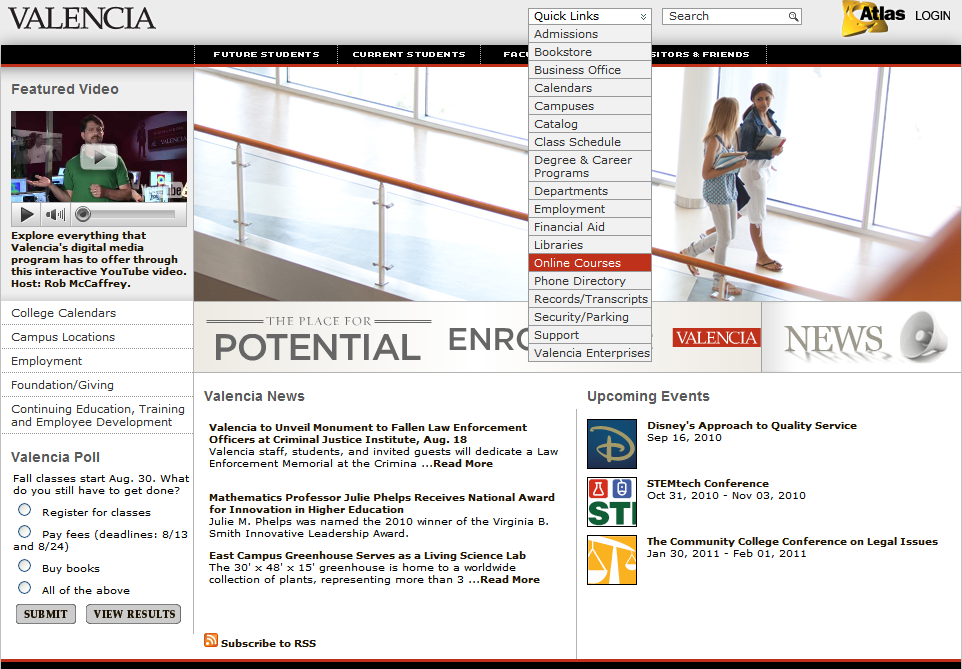 VALENCIA
Quick Links
Search
Atlas
LOGIN
FUTURE STUDENTS
CURRENT STUDENTS
FACU
SITORS & FRIENDS
Admissions
Bookstore
Business Office
Calendars
Campuses
Catalog
Class Schedule
Degree & Career
Programs
Departments
Employment
Financial Aid
Libraries
Online Courses
Phone Directory
Records/Transcripts
Security/Parking
Support
Valencia Enterprises
Featured Video
VALENCIA
Explore everything that
Valencia's digital media
program has to offer through
this interactive YouTube video.
Host: Rob McCaffrey.
College Calendars
Campus Locations
Employment
Foundation/Giving
Continuing Education, Training
and Employee Development
Valencia Poll
Fall classes start Aug. 30. What
do you still have to get done?
Register for classes
Pay fees (deadlines: 8/13
and 8/24)
Buy books
All of the above
SUBMIT
VIEW RESULTS
THE PLACE FOR
POTENTIAL
ENRO
VALENCIA
NEWS
Valencia News
Valencia to Unveil Monument to Fallen Law Enforcement
Officers at Criminal Justice Institute, Aug. 18
Valencia staff, students, and invited guests will dedicate a Law
Enforcement Memorial at the Crimina ...Read More
Mathematics Professor Julie Phelps Receives National Award
for Innovation in Higher Education
Julie M. Phelps was named the 2010 winner of the Virginia B.
Smith Innovative Leadership Award.
East Campus Greenhouse Serves as a Living Science Lab
The 30' x 48' x 15' greenhouse is home to a worldwide
collection of plants, representing more than 3 ...Read More
Subscribe to RSS
Upcoming Events
Disney's Approach to Quality Service
Sep 16, 2010
STEMtech Conference
Oct 31, 2010 - Nov 03, 2010
The Community College Conference on Legal Issues
Jan 30, 2011 - Feb 01, 2011